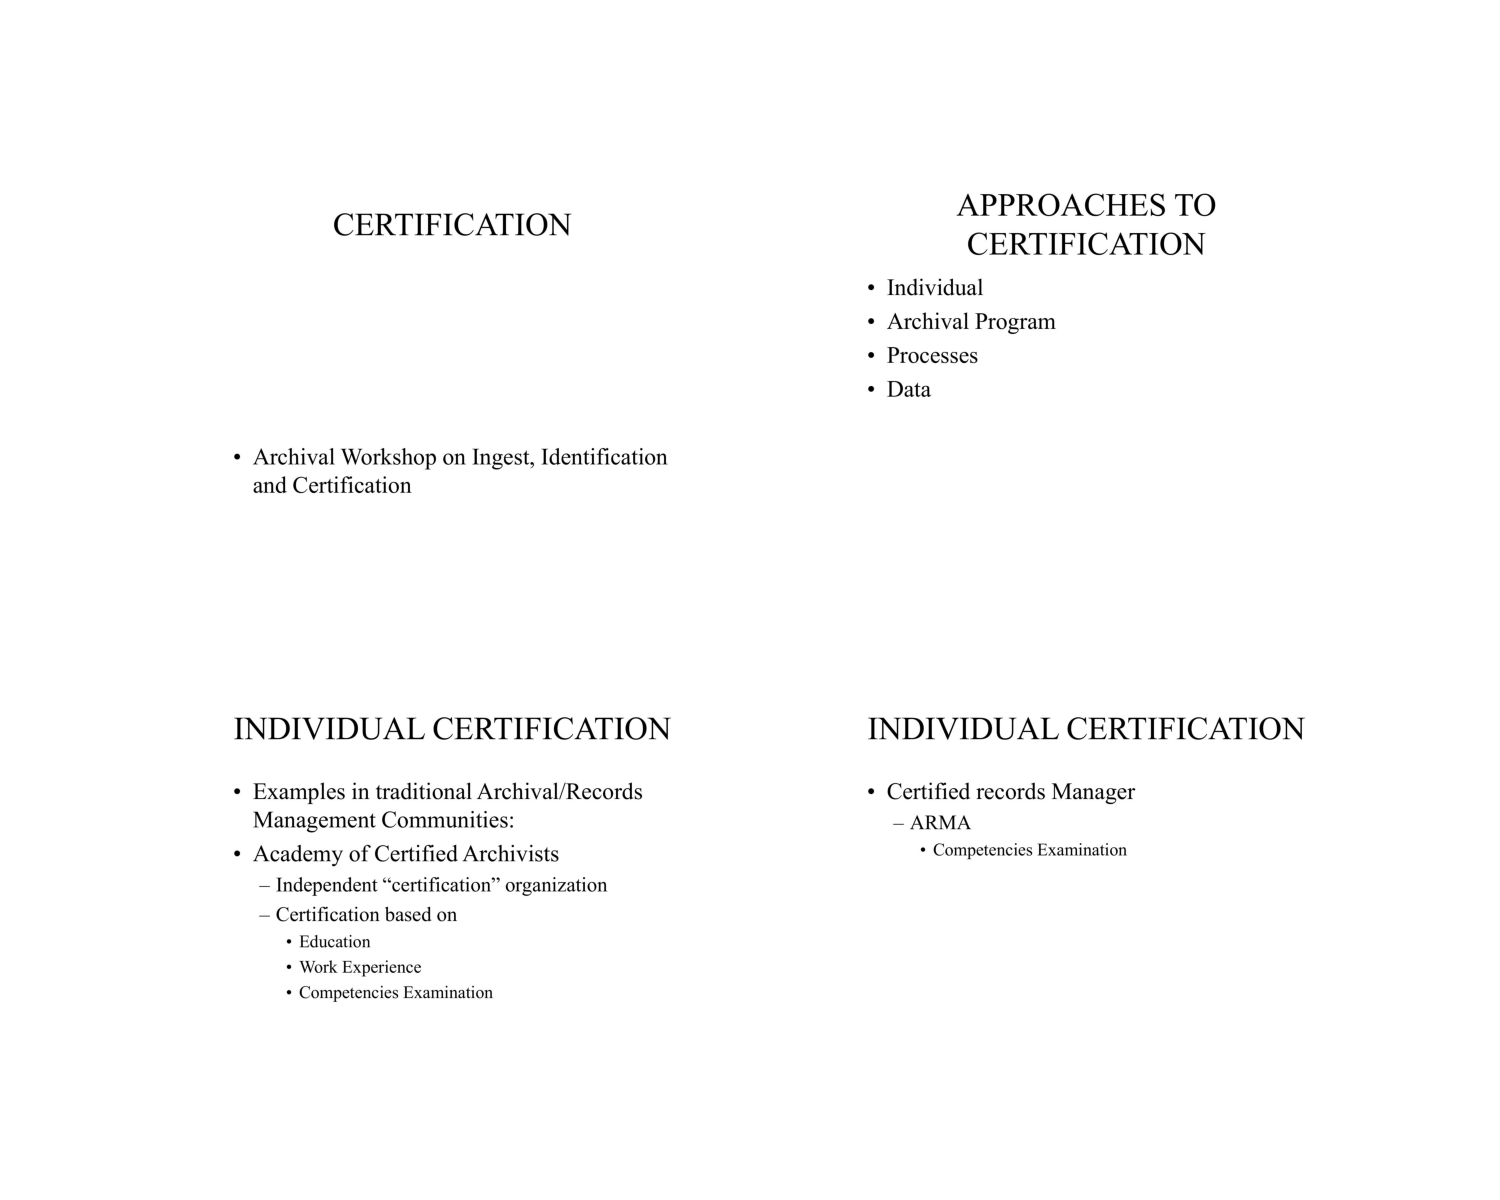 CERTIFICATION
• Archival Workshop on Ingest, Identification
and Certification
APPROACHES TO
CERTIFICATION
• Individual
• Archival Program
• Processes
• Data
INDIVIDUAL CERTIFICATION
• Examples in traditional Archival/Records
Management Communities:
• Academy of Certified Archivists
– Independent “certification” organization
– Certification based on
• Education
• Work Experience
• Competencies Examination
INDIVIDUAL CERTIFICATION
• Certified records Manager
– ARMA
• Competencies Examination